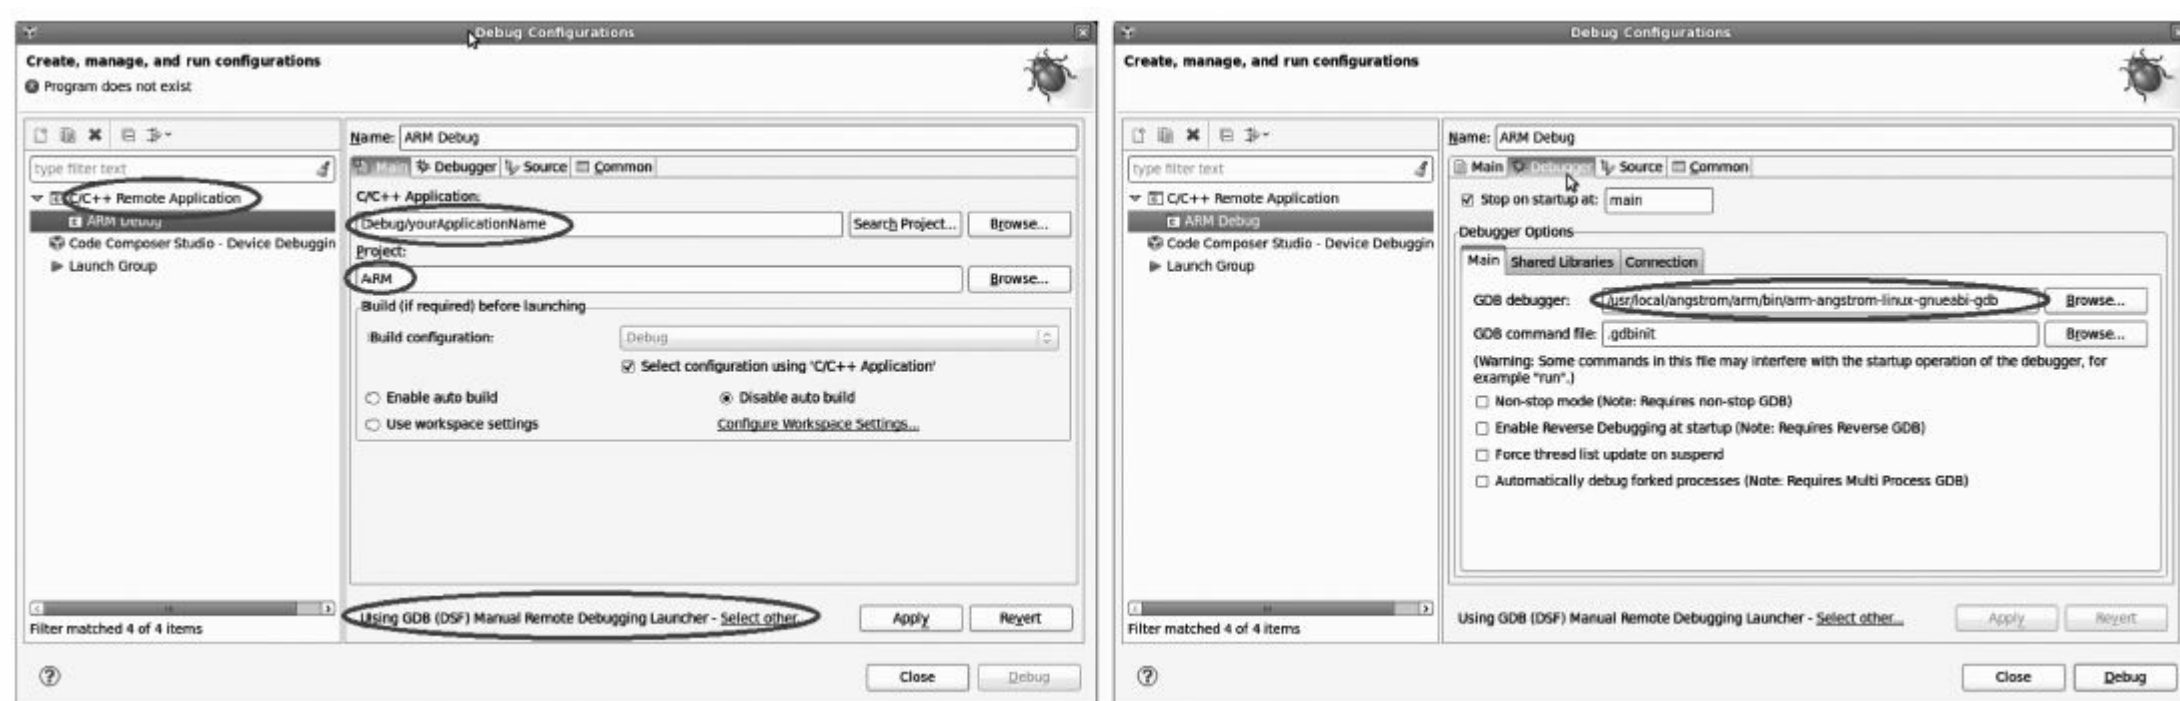 Debug Configurations
Create, manage, and run configurations
Program does not exist
type filter text
C/C++ Remote Application
ARM Debug
Code Composer Studio - Device Debuggin
Launch Group
Filter matched 4 of 4 items
Name: ARM Debug
Main Debugger Source Common
C/C++ Application:
Debug/yourApplicationName Search Project... Browse...
Project:
ARM Browse...
Build (if required) before launching
Build configuration: Debug
Select configuration using 'C/C++ Application'
Enable auto build Disable auto build
Use workspace settings Configure Workspace Settings...
Using GDB (DSF) Manual Remote Debugging Launcher - Select other... Apply Revert
Close Debug
Debug Configurations
Create, manage, and run configurations
type filter text
C/C++ Remote Application
ARM Debug
Code Composer Studio - Device Debuggin
Launch Group
Filter matched 4 of 4 items
Name: ARM Debug
Main Debugger Source Common
Stop on startup at: main
Debugger Options
Main Shared Libraries Connection
GDB debugger: /usr/local/angstrom/arm/bin/arm-angstrom-linux-gnueabi-gdb Browse...
GDB command file: .gdbinit Browse...
(Warning: Some commands in this file may interfere with the startup operation of the debugger, for
example "run".)
Non-stop mode (Note: Requires non-stop GDB)
Enable Reverse Debugging at startup (Note: Requires Reverse GDB)
Force thread list update on suspend
Automatically debug forked processes (Note: Requires Multi Process GDB)
Using GDB (DSF) Manual Remote Debugging Launcher - Select other... Apply Revert
Close Debug